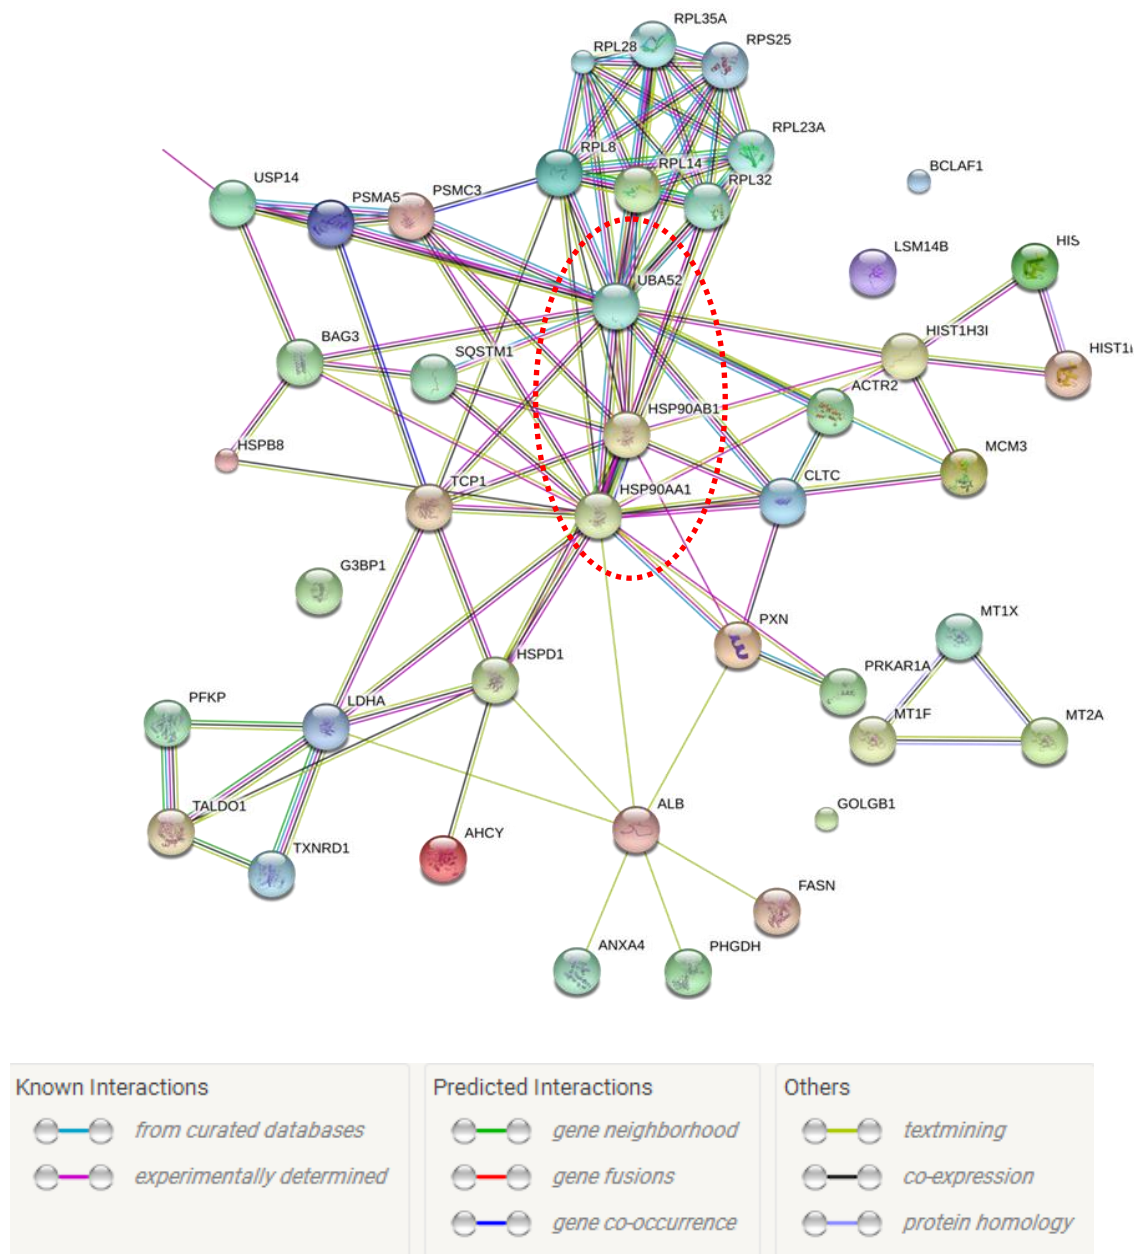 RPL35A
RPL28
RPS25
RPL23A
RPL8
RPL14
RPL32
BCLAF1
USP14
PSMA5
PSMC3
LSM14B
HIS
UBA52
HIST1H3I
BAG3
SQSTM1
HIST1
ACTR2
HSP90AB1
HSPB8
MCM3
TCP1
HSP90AA1
CLTC
G3BP1
PXN
MT1X
HSPD1
PRKAR1A
PFKP
LDHA
MT1F
MT2A
TALDO1
ALB
GOLGB1
AHCY
TXNRD1
FASN
ANXA4
PHGDH
Known Interactions
from curated databases
experimentally determined
Predicted Interactions
gene neighborhood
gene fusions
gene co-occurrence
Others
textmining
co-expression
protein homology